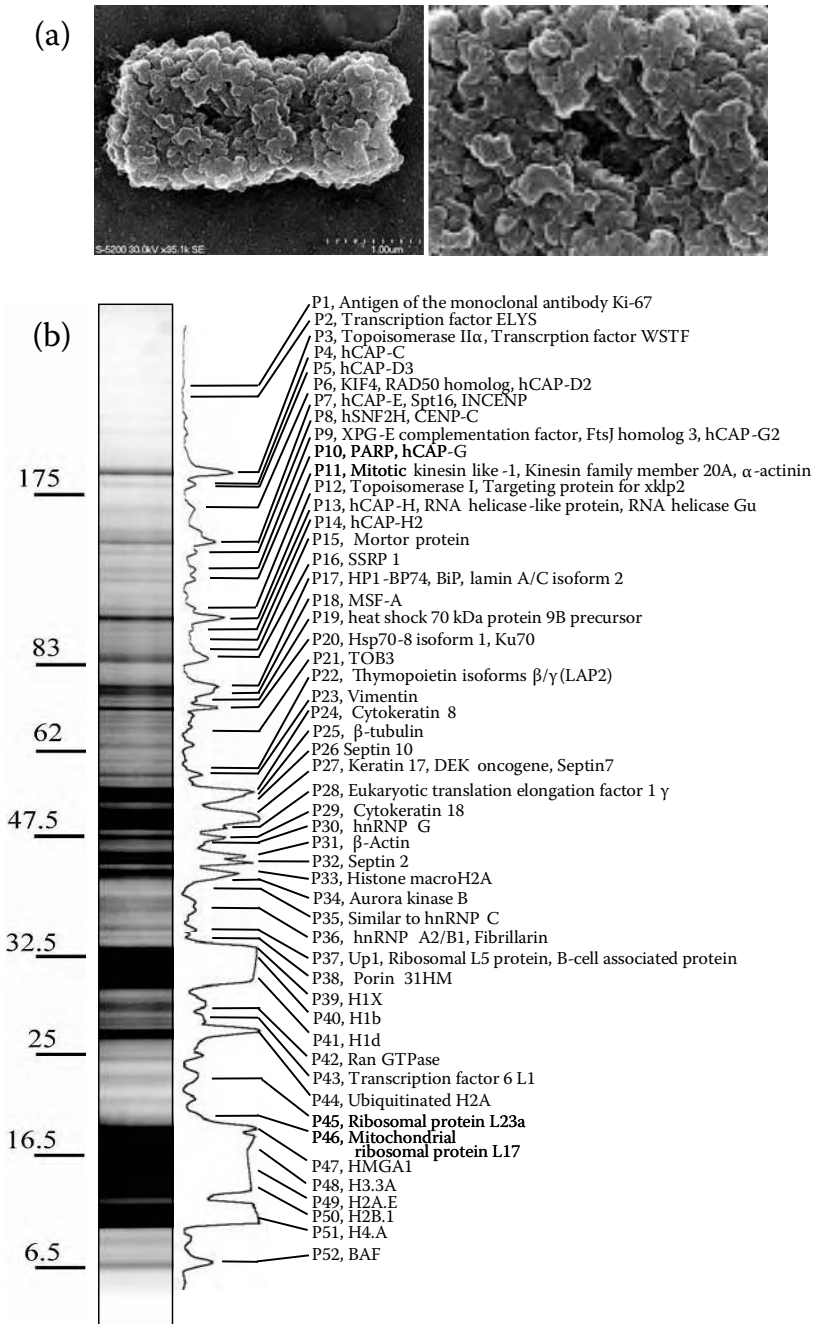 (a)
S-5200 30.0kV x35.1k SE
1.00um
(b)
P1, Antigen of the monoclonal antibody Ki-67
P2, Transcription factor ELYS
P3, Topoisomerase IIα, Transcrption factor WSTF
P4, hCAP-C
P5, hCAP-D3
P6, KIF4, RAD50 homolog, hCAP-D2
P7, hCAP-E, Spt16, INCENP
P8, hSNF2H, CENP-C
P9, XPG-E complementation factor, FtsJ homolog 3, hCAP-G2
P10, PARP, hCAP-G
P11, Mitotic kinesin like -1, Kinesin family member 20A, α-actinin
P12, Topoisomerase I, Targeting protein for xklp2
P13, hCAP-H, RNA helicase-like protein, RNA helicase Gu
P14, hCAP-H2
P15, Mortor protein
P16, SSRP 1
P17, HP1-BP74, BiP, lamin A/C isoform 2
P18, MSF-A
P19, heat shock 70 kDa protein 9B precursor
P20, Hsp70-8 isoform 1, Ku70
P21, TOB3
P22, Thymopoietin isoforms β/γ (LAP2)
P23, Vimentin
P24, Cytokeratin 8
P25, β-tubulin
P26 Septin 10
P27, Keratin 17, DEK oncogene, Septin7
P28, Eukaryotic translation elongation factor 1 γ
P29, Cytokeratin 18
P30, hnRNP G
P31, β-Actin
P32, Septin 2
P33, Histone macroH2A
P34, Aurora kinase B
P35, Similar to hnRNP C
P36, hnRNP A2/B1, Fibrillarin
P37, Up1, Ribosomal L5 protein, B-cell associated protein
P38, Porin 31HM
P39, H1X
P40, H1b
P41, H1d
P42, Ran GTPase
P43, Transcription factor 6 L1
P44, Ubiquitinated H2A
P45, Ribosomal protein L23a
P46, Mitochondrial
ribosomal protein L17
P47, HMGA1
P48, H3.3A
P49, H2A.E
P50, H2B.1
P51, H4.A
P52, BAF
175
83
62
47.5
32.5
25
16.5
6.5